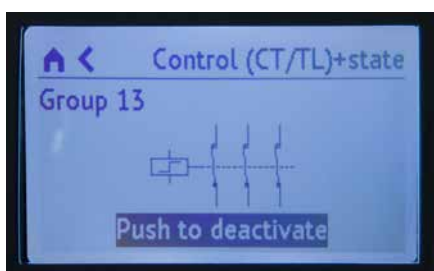 Control (CT/TL)+state
Group 13
Push to deactivate